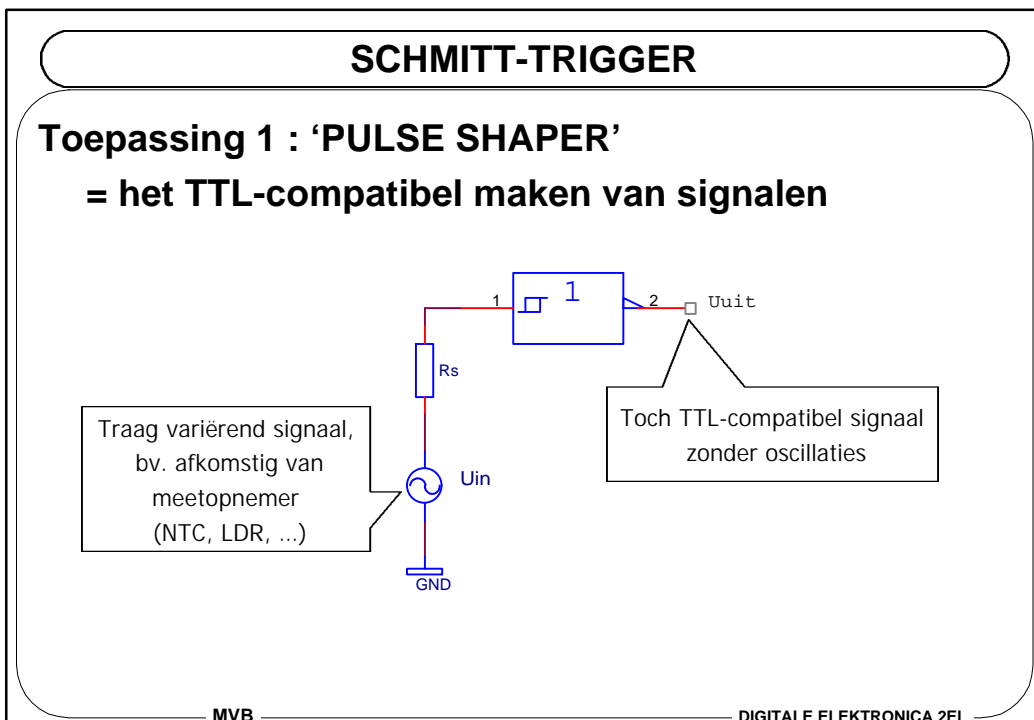 SCHMITT-TRIGGER
Toepassing 1 : ‘PULSE SHAPER’
= het TTL-compatibel maken van signalen
1
1
2
Uuit
Rs
Toch TTL-compatibel signaal
zonder oscillaties
Traag variërend signaal,
bv. afkomstig van
meetopnemer
(NTC, LDR, ...)
Uin
GND
MVB
DIGITALE ELEKTRONICA 2EL